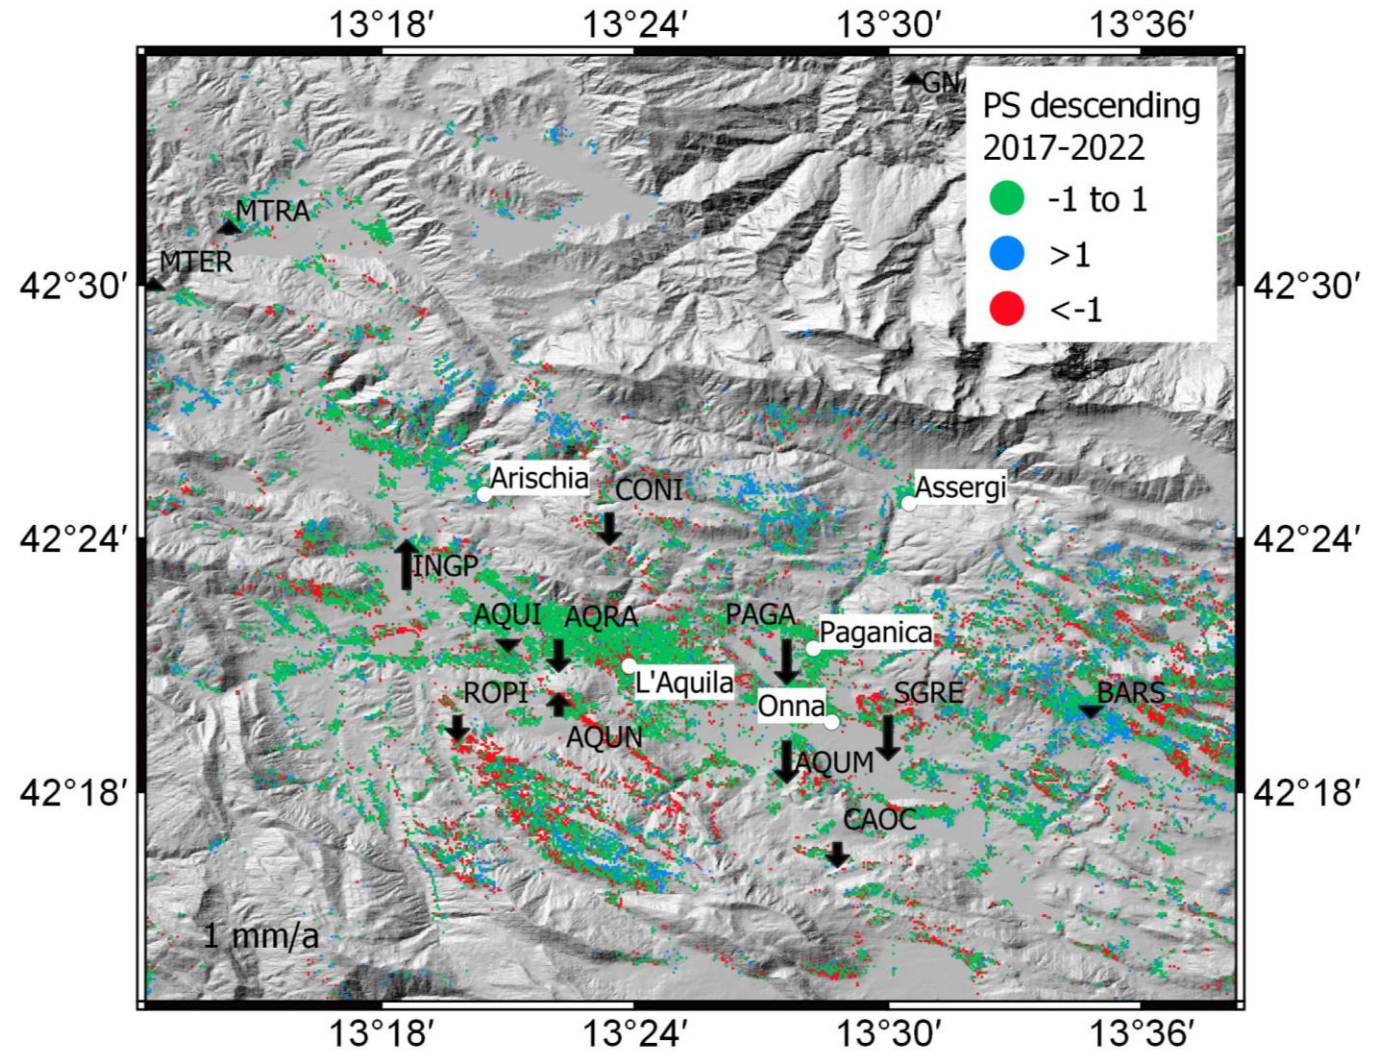 13°18′ 13°24′ 13°30′ 13°36′
GNA
PS descending
2017-2022
-1 to 1
>1
<-1
MTRA
MTER
42°30′ 42°30′
Arischia
CONI
Assergi
42°24′ 42°24′
INGP
AQUI AQRA PAGA
Paganica
L'Aquila
ROPI
Onna
SGRE
BARS
AQUN
AQUM
42°18′ 42°18′
CAOC
1 mm/a
13°18′ 13°24′ 13°30′ 13°36′